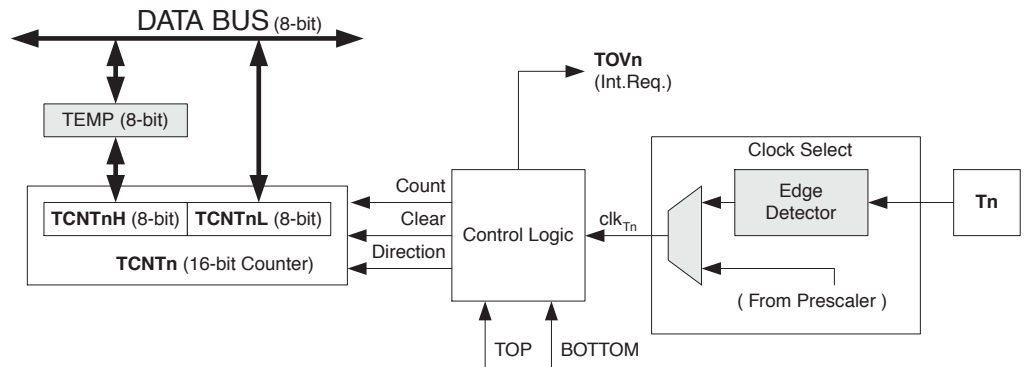 DATA BUS (8-bit)
TOVn
(Int.Req.)
TEMP (8-bit)
Clock Select
Count
Edge
Detector
Tn
TCNTnH (8-bit) TCNTnL (8-bit)
Clear
Control Logic
clkTn
TCNTn (16-bit Counter)
Direction
( From Prescaler )
TOP
BOTTOM